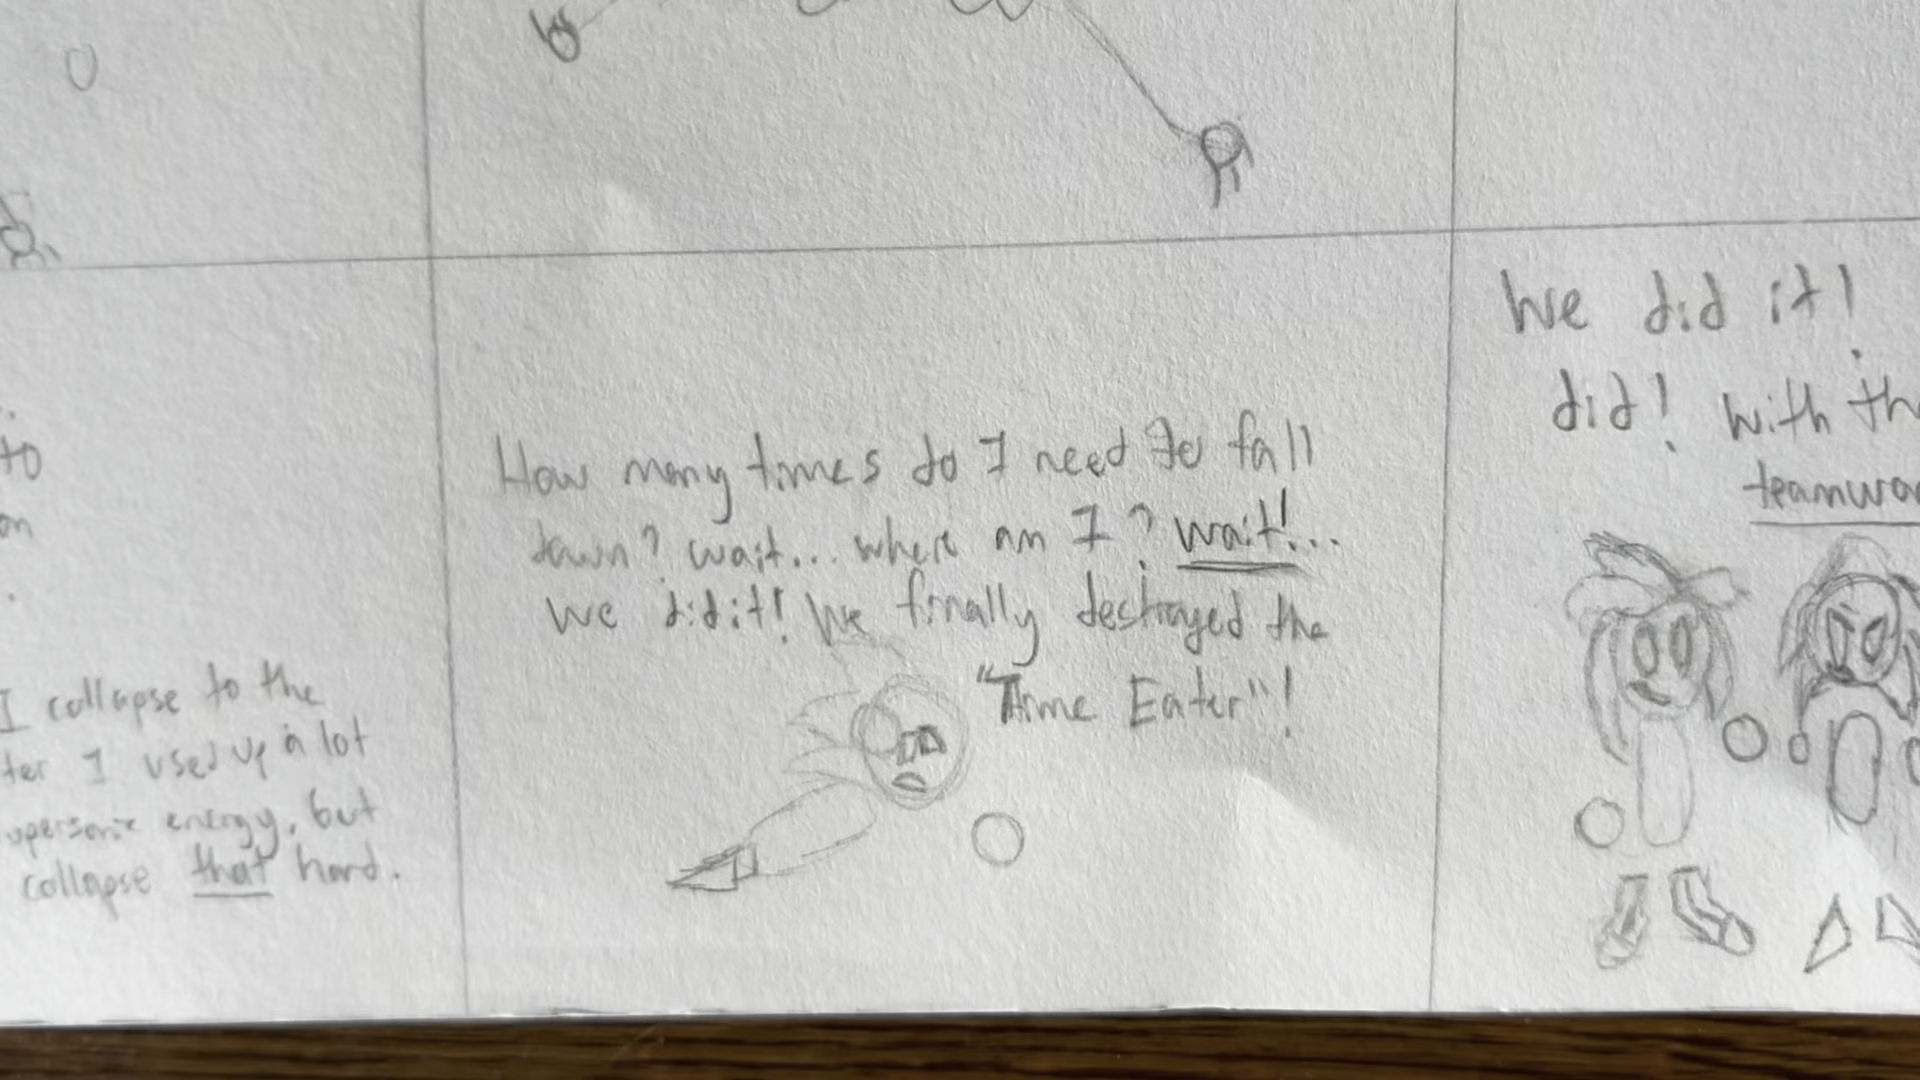 to
on
I collapse to the
ter I used up a lot
upersonic energy, but
collapse that hard.
How many times do I need to fall
down? wait... where am I? wait!...
we did it! We finally destroyed the
"Time Eater"!
We did it!
did! with th
teamwo